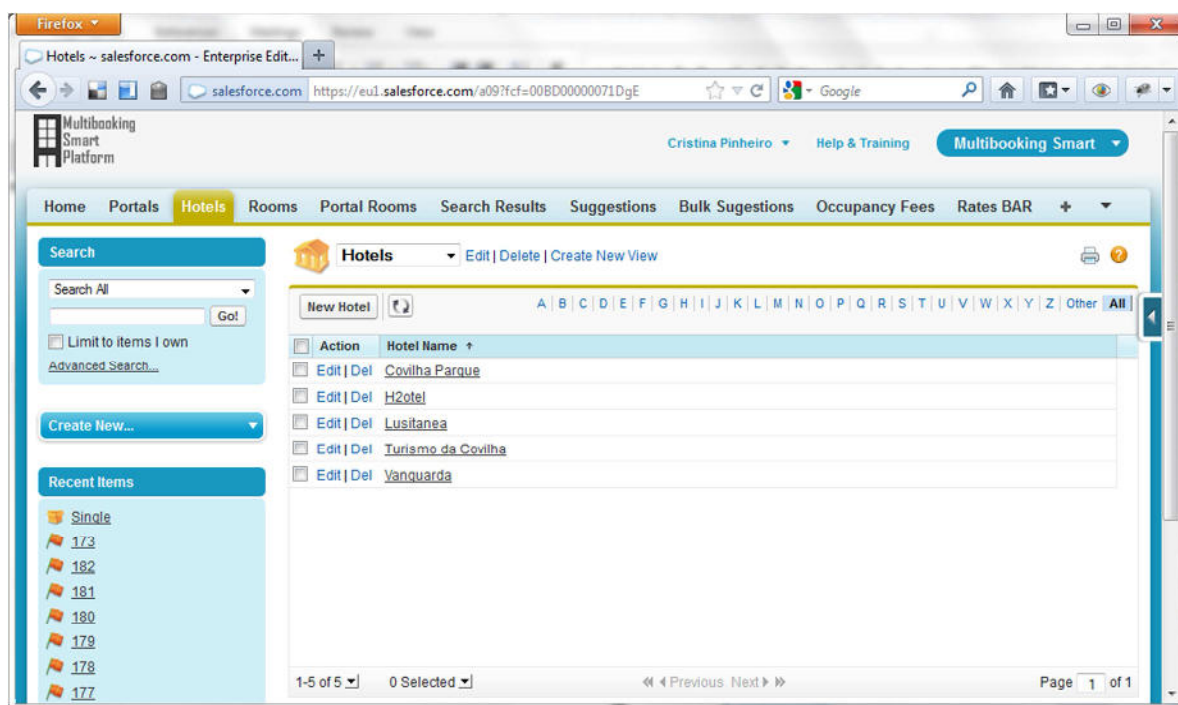 Firefox
Hotels ~ salesforce.com - Enterprise Edit...
salesforce.com https://eu1.salesforce.com/a09?fcf=00BD00000071DgE Google
Multibooking
Smart
Platform
Cristina Pinheiro Help & Training Multibooking Smart
Home Portals Hotels Rooms Portal Rooms Search Results Suggestions Bulk Sugestions Occupancy Fees Rates BAR +
Search
Hotels Edit | Delete | Create New View
Search All
Go!
New Hotel A | B | C | D | E | F | G | H | I | J | K | L | M | N | O | P | Q | R | S | T | U | V | W | X | Y | Z | Other All
Limit to items I own
Advanced Search...
Action Hotel Name ↑
Edit | Del Covilha Parque
Edit | Del H2otel
Edit | Del Lusitanea
Edit | Del Turismo da Covilha
Edit | Del Vanguarda
Create New...
Recent Items
Single
173
182
181
180
179
178
177
1-5 of 5 0 Selected Previous Next Page 1 of 1